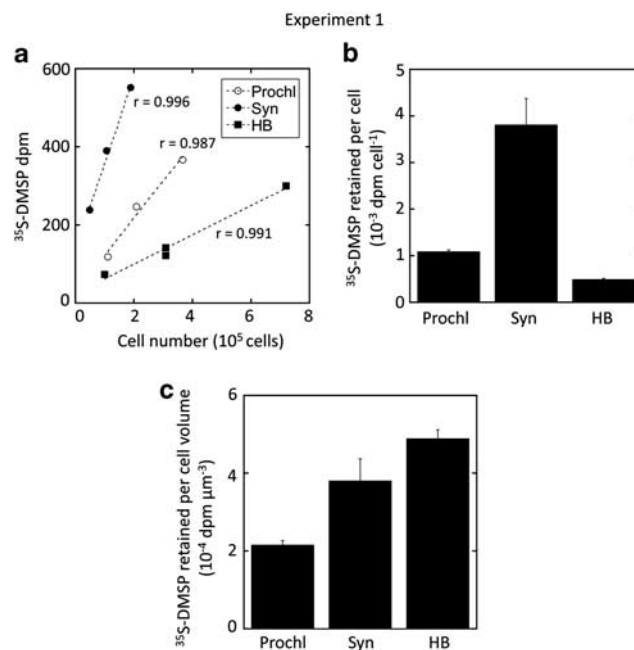 Experiment 1
a
600
400
200
0
³⁵S-DMSP dpm
Prochl
Syn
HB
r = 0.996
r = 0.987
r = 0.991
0 2 4 6 8
Cell number (10⁵ cells)
b
5
4
3
2
1
0
³⁵S-DMSP retained per cell
(10⁻³ dpm cell⁻¹)
Prochl Syn HB
c
6
4
2
0
³⁵S-DMSP retained per cell volume
(10⁻⁴ dpm µm⁻³)
Prochl Syn HB